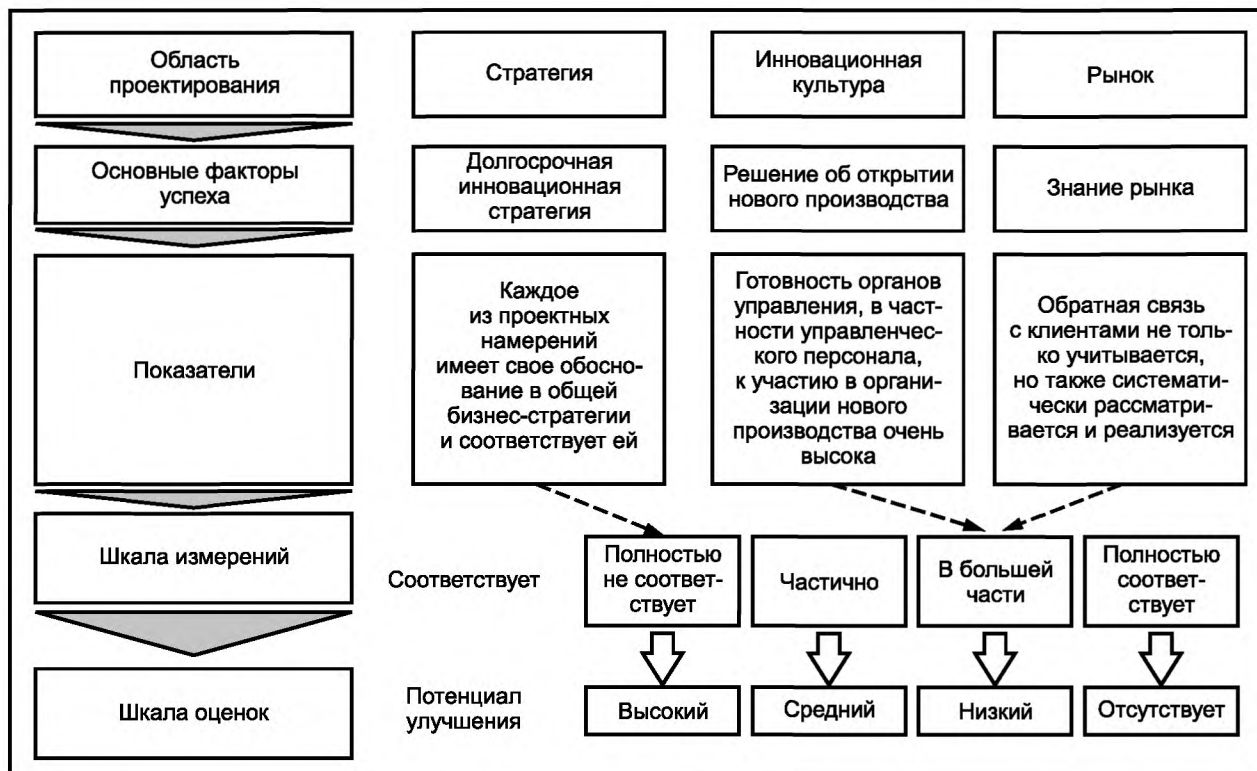 Область
проектирования
Стратегия
Инновационная
культура
Рынок
Основные факторы
успеха
Долгосрочная
инновационная
стратегия
Решение об открытии
нового производства
Знание рынка
Показатели
Каждое
из проектных
намерений
имеет свое обосно-
вание в общей
бизнес-стратегии
и соответствует ей
Готовность органов
управления, в част-
ности управленчес-
кого персонала,
к участию в органи-
зации нового
производства очень
высока
Обратная связь
с клиентами не толь-
ко учитывается,
но также системати-
чески рассматри-
вается и реализуется
Шкала измерений
Соответствует
Полностью
не соответ-
ствует
Частично
В большей
части
Полностью
соответ-
ствует
Шкала оценок
Потенциал
улучшения
Высокий
Средний
Низкий
Отсутствует